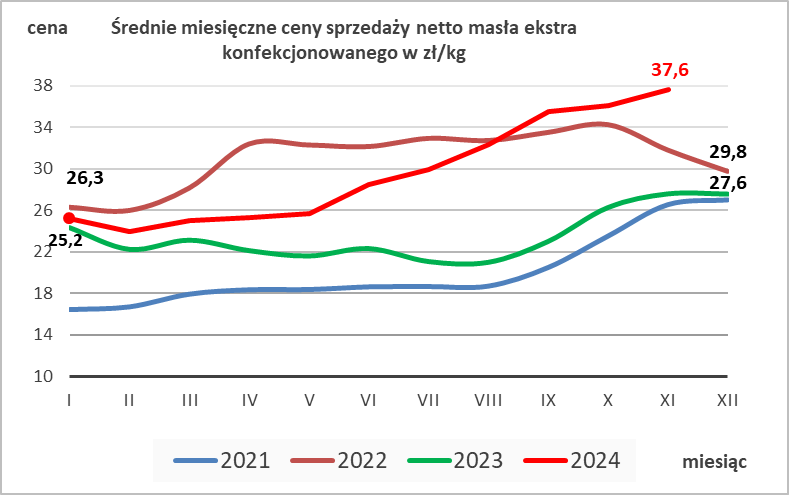 cena
Średnie miesięczne ceny sprzedaży netto masła ekstra
konfekcjonowanego w zł/kg
37,6
38
34
30
26
22
18
14
10
26,3
25,2
29,8
27,6
I II III IV V VI VII VIII IX X XI XII
2021 2022 2023 2024
miesiąc